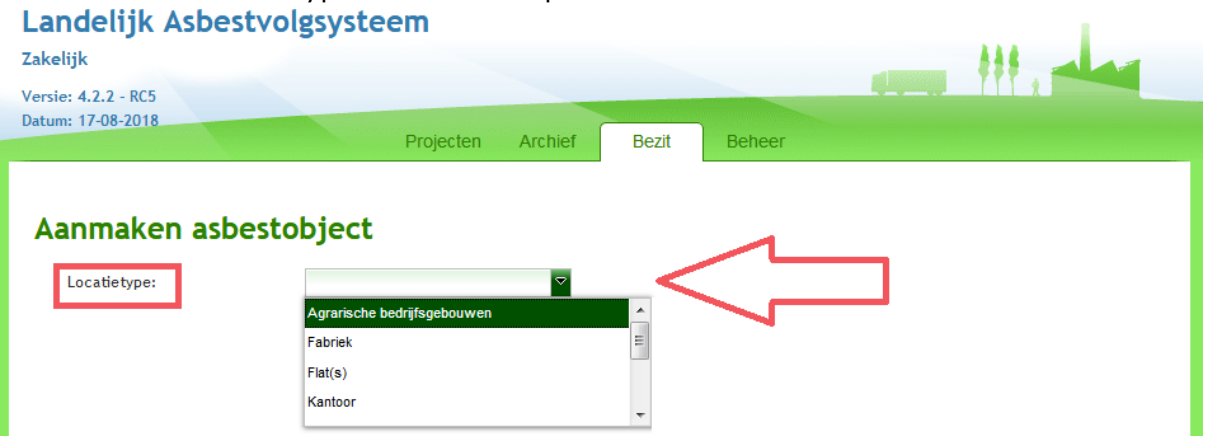 Landelijk Asbestvolgsysteem
Zakelijk
Versie: 4.2.2 - RC5
Datum: 17-08-2018
Projecten Archief Bezit Beheer
Aanmaken asbestobject
Locatietype:
Agrarische bedrijfsgebouwen
Fabriek
Flat(s)
Kantoor